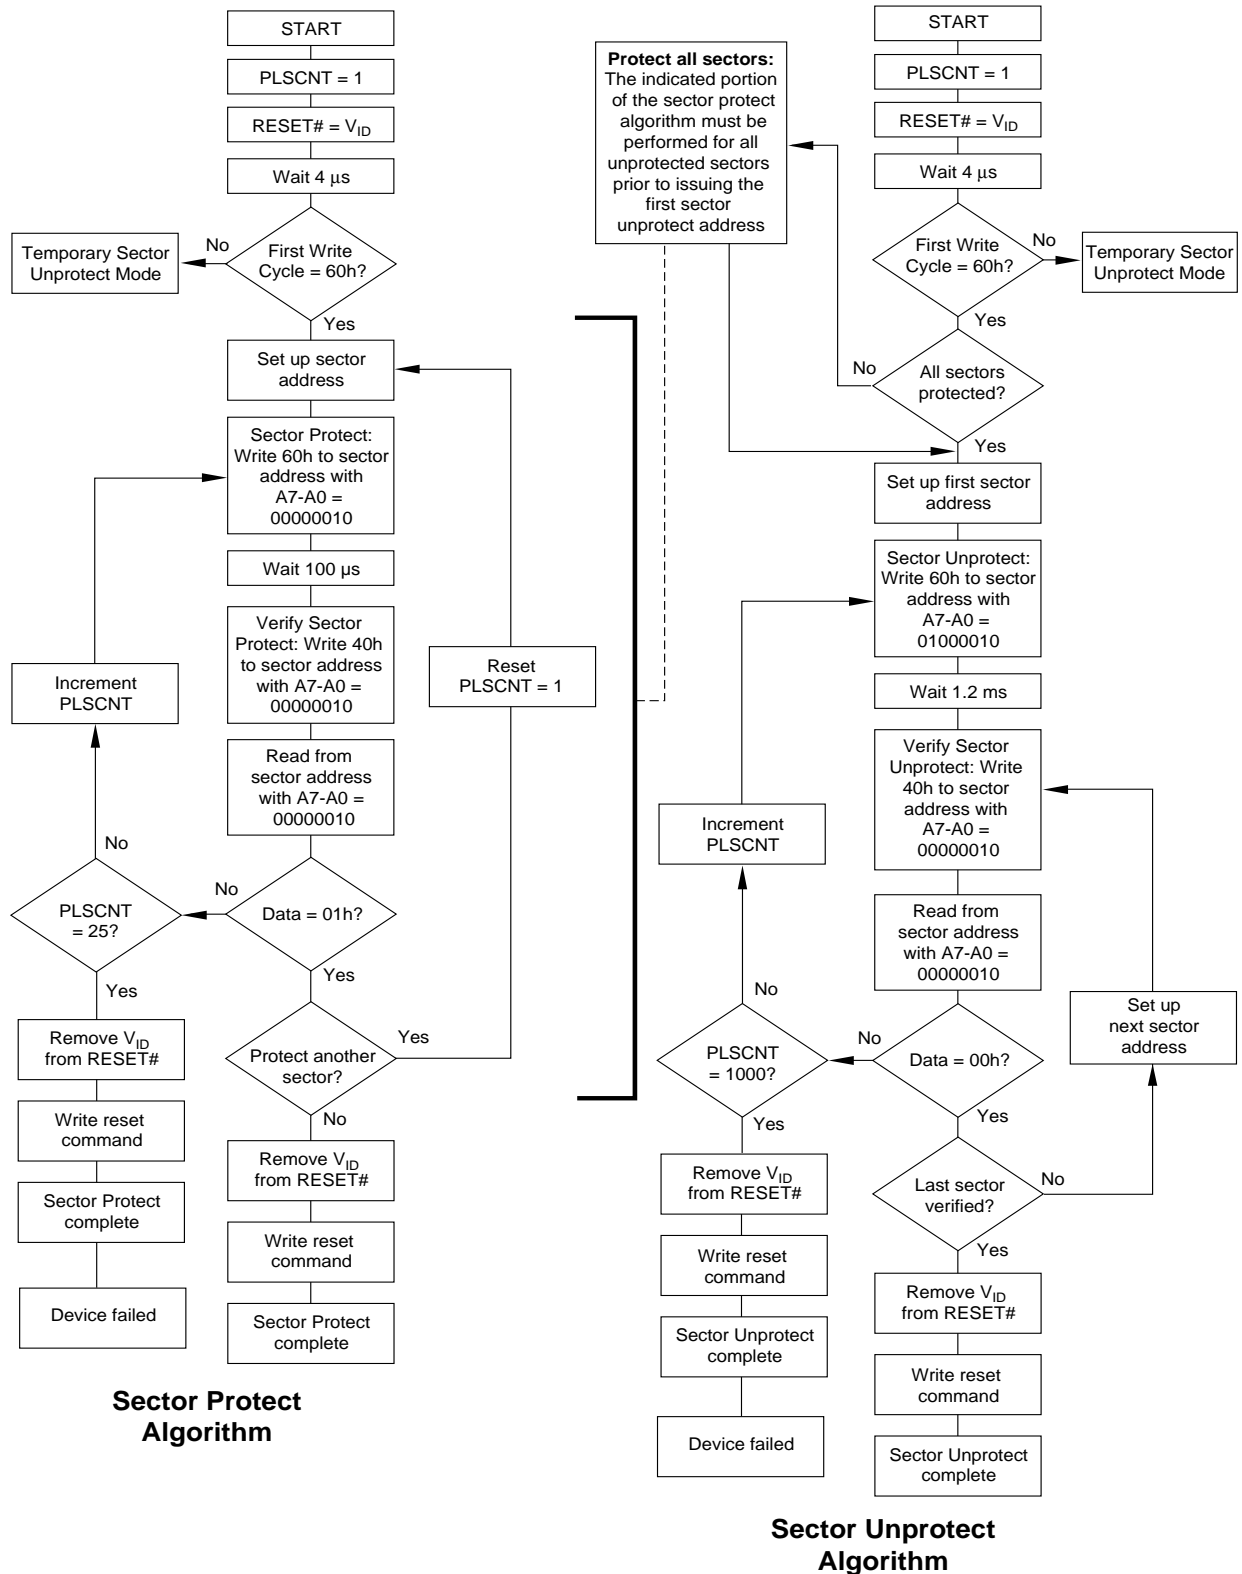 START
PLSCNT = 1
RESET# = VID
Wait 4 μs
First Write
Cycle = 60h?
No
Temporary Sector
Unprotect Mode
Yes
Set up sector
address
Sector Protect:
Write 60h to sector
address with
A7-A0 =
00000010
Wait 100 µs
Verify Sector
Protect: Write 40h
to sector address
with A7-A0 =
00000010
Read from
sector address
with A7-A0 =
00000010
Data = 01h?
No
PLSCNT
= 25?
No
Increment
PLSCNT
Yes
Remove VID
from RESET#
Write reset
command
Sector Protect
complete
Device failed
Yes
Protect another
sector?
Yes
Reset
PLSCNT = 1
No
Remove VID
from RESET#
Write reset
command
Sector Protect
complete
Sector Protect
Algorithm
Protect all sectors:
The indicated portion
of the sector protect
algorithm must be
performed for all
unprotected sectors
prior to issuing the
first sector
unprotect address
START
PLSCNT = 1
RESET# = VID
Wait 4 μs
First Write
Cycle = 60h?
No
Temporary Sector
Unprotect Mode
Yes
All sectors
protected?
No
Yes
Set up first sector
address
Sector Unprotect:
Write 60h to sector
address with
A7-A0 =
01000010
Wait 1.2 ms
Verify Sector
Unprotect: Write
40h to sector
address with
A7-A0 =
00000010
Read from
sector address
with A7-A0 =
00000010
Data = 00h?
No
PLSCNT
= 1000?
No
Increment
PLSCNT
Yes
Remove VID
from RESET#
Write reset
command
Sector Unprotect
complete
Device failed
Yes
Last sector
verified?
No
Set up
next sector
address
Yes
Remove VID
from RESET#
Write reset
command
Sector Unprotect
complete
Sector Unprotect
Algorithm